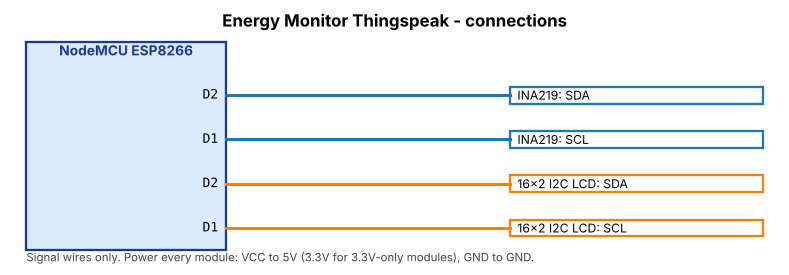 Energy Monitor Thingspeak - connections
NodeMCU ESP8266
D2
INA219: SDA
D1
INA219: SCL
D2
16×2 I2C LCD: SDA
D1
16×2 I2C LCD: SCL
Signal wires only. Power every module: VCC to 5V (3.3V for 3.3V-only modules), GND to GND.